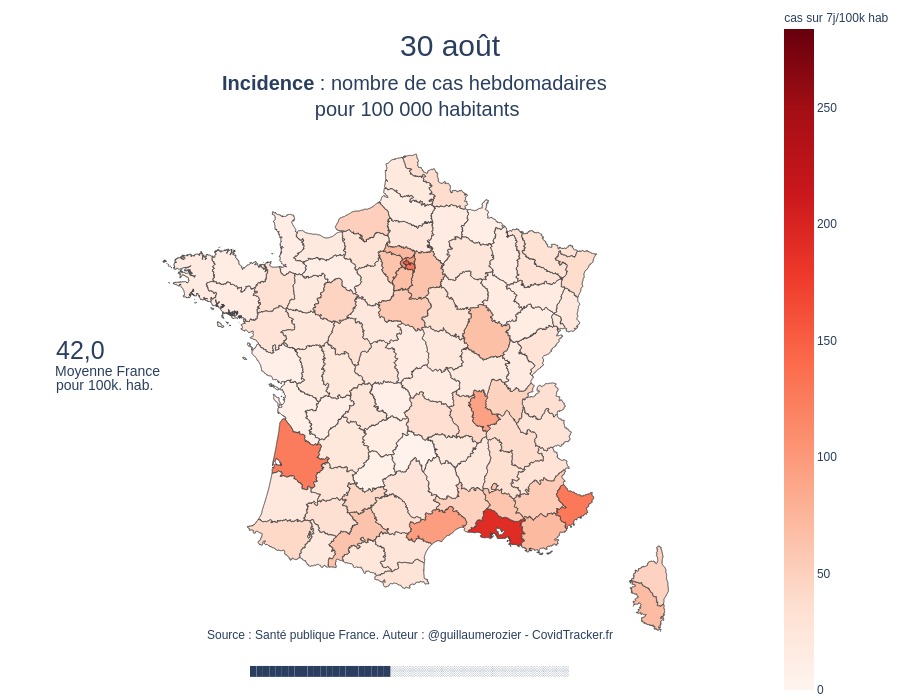 cas sur 7j/100k hab
30 août
Incidence : nombre de cas hebdomadaires
pour 100 000 habitants
250
200
150
100
50
0
42,0
Moyenne France
pour 100k. hab.
Source : Santé publique France. Auteur : @guillaumerozier - CovidTracker.fr